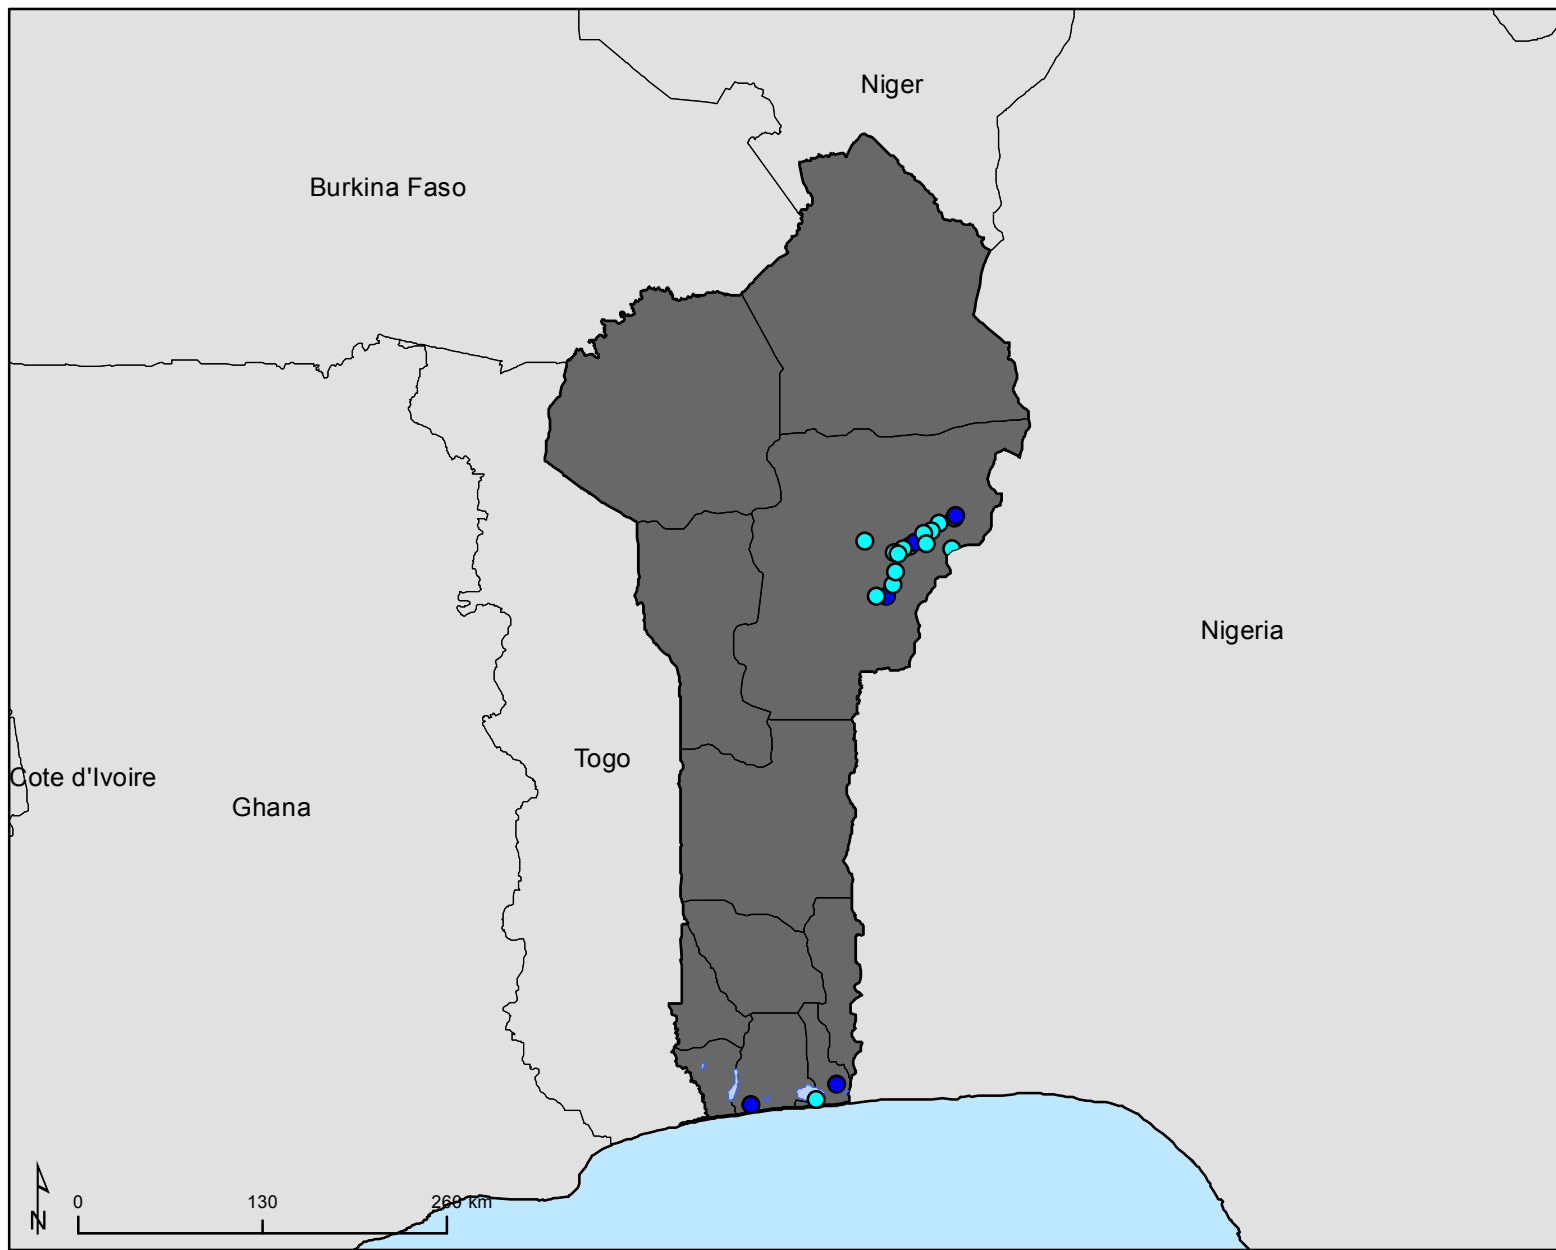 Niger
Burkina Faso
Nigeria
Togo
Cote d'Ivoire
Ghana
N
0 130 260 km